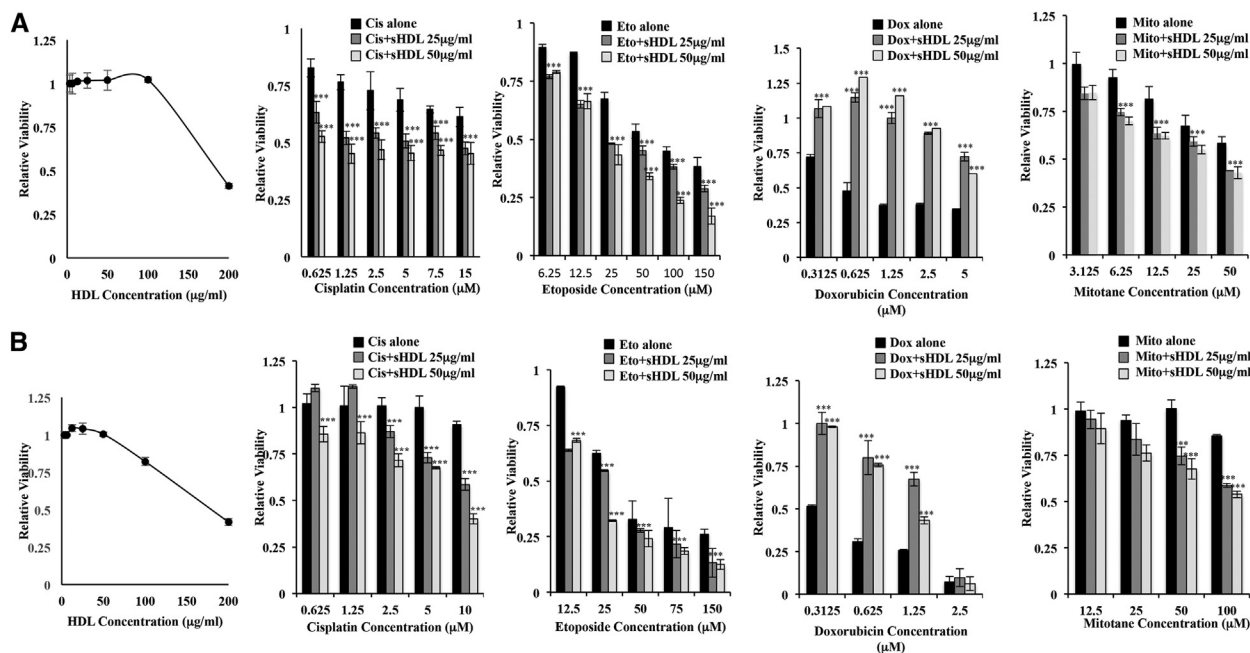 A
Relative Viability
1.25
1
0.75
0.5
0.25
0
0 50 100 150 200
HDL Concentration (µg/ml)
Cis alone
Cis+sHDL 25µg/ml
Cis+sHDL 50µg/ml
Relative Viability
1
0.75
0.5
0.25
0
*** *** *** *** *** ***
*** *** *** *** ***
0.625 1.25 2.5 5 7.5 15
Cisplatin Concentration (µM)
Eto alone
Eto+sHDL 25µg/ml
Eto+sHDL 50µg/ml
Relative Viability
1
0.75
0.5
0.25
0
*** *** *** *** *** ***
*** *** ***
6.25 12.5 25 50 100 150
Etoposide Concentration (µM)
Dox alone
Dox+sHDL 25µg/ml
Dox+sHDL 50µg/ml
Relative Viability
1.5
1.25
1
0.75
0.5
0.25
0
*** *** *** *** ***
0.3125 0.625 1.25 2.5 5
Doxorubicin Concentration
(µM)
Mito alone
Mito+sHDL 25µg/ml
Mito+sHDL 50µg/ml
Relative Viability
1.25
1
0.75
0.5
0.25
0
*** *** *** ***
3.125 6.25 12.5 25 50
Mitotane Concentration (µM)
B
Relative Viability
1.25
1
0.75
0.5
0.25
0
0 50 100 150 200
HDL Concentration (µg/ml)
Cis alone
Cis+sHDL 25µg/ml
Cis+sHDL 50µg/ml
Relative Viability
1.25
1
0.75
0.5
0.25
0
*** *** *** *** ***
*** *** ***
0.625 1.25 2.5 5 10
Cisplatin Concentration (µM)
Eto alone
Eto+sHDL 25µg/ml
Eto+sHDL 50µg/ml
Relative Viability
1
0.75
0.5
0.25
0
*** *** *** *** ***
12.5 25 50 75 150
Etoposide Concentration (µM)
Dox alone
Dox+sHDL 25µg/ml
Dox+sHDL 50µg/ml
Relative Viability
1.25
1
0.75
0.5
0.25
0
*** *** *** *** *** ***
0.3125 0.625 1.25 2.5
Doxorubicin Concentration
(µM)
Mito alone
Mito+sHDL 25µg/ml
Mito+sHDL 50µg/ml
Relative Viability
1.25
1
0.75
0.5
0.25
0
** *** *** ***
12.5 25 50 100
Mitotane Concentration (µM)